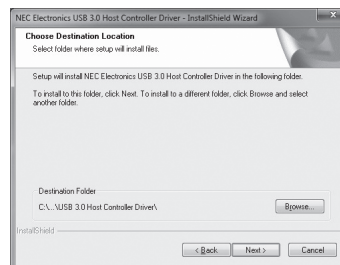 NEC Electronics USB 3.0 Host Controller Driver - InstallShield Wizard
x
Choose Destination Location
Select folder where setup will install files.
Setup will install NEC Electronics USB 3.0 Host Controller Driver in the following folder.
To install to this folder, click Next. To install to a different folder, click Browse and select
another folder.
Destination Folder
C:\...\USB 3.0 Host Controller Driver\
Browse...
InstallShield
< Back
Next >
Cancel